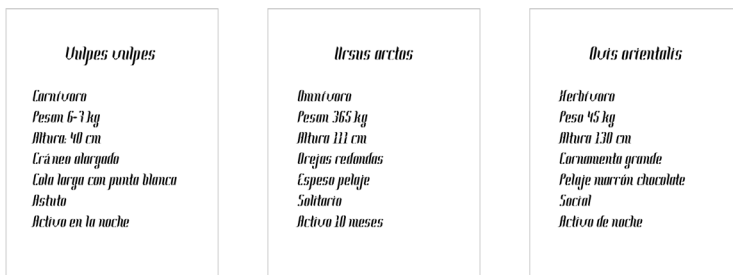 Vulpes vulpes
Carnívoro
Pesan 6-7 kg
Altura: 40 cm
Cráneo alargado
Cola larga con punta blanca
Astuto
Activo en la noche
Ursus arctos
Omnívoro
Pesan 365 kg
Altura 111 cm
Orejas redondas
Espeso pelaje
Solitario
Activo 10 meses
Ovis orientalis
Herbívoro
Peso 45 kg
Altura 130 cm
Cornamenta grande
Pelaje marrón chocolate
Social
Activo de noche